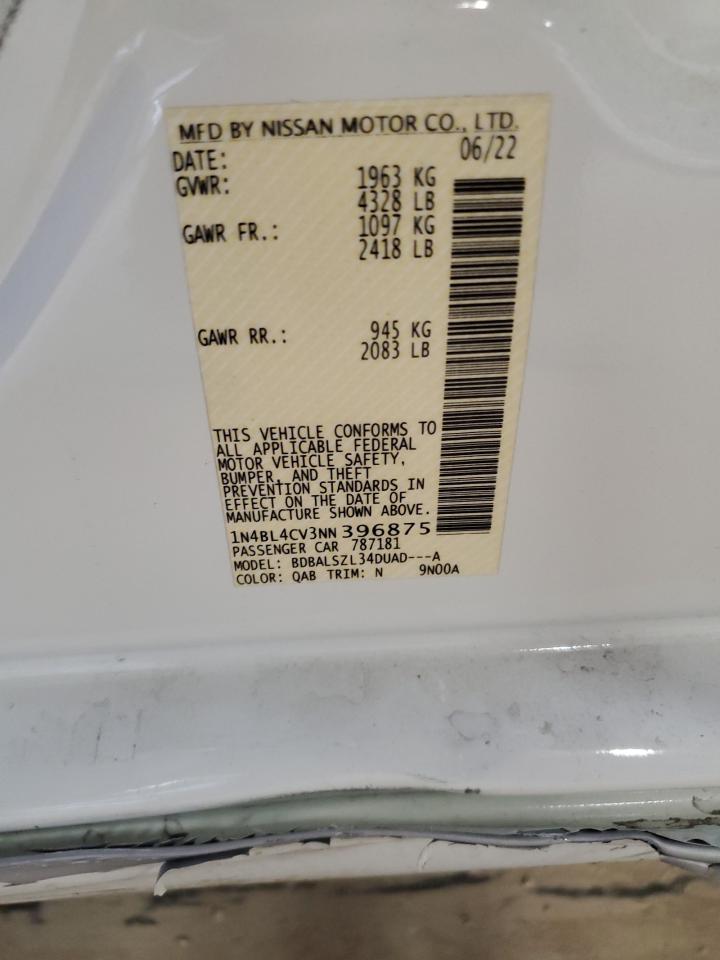 MFD BY NISSAN MOTOR CO., LTD.
DATE: 06/22
GVWR: 1963 KG
4328 LB
GAWR FR.: 1097 KG
2418 LB
GAWR RR.: 945 KG
2083 LB
THIS VEHICLE CONFORMS TO
ALL APPLICABLE FEDERAL
MOTOR VEHICLE SAFETY,
BUMPER, AND THEFT
PREVENTION STANDARDS IN
EFFECT ON THE DATE OF
MANUFACTURE SHOWN ABOVE.
1N4BL4CV3NN396875
PASSENGER CAR 787181
MODEL: BDBALSZL34DUAD---A
COLOR: QAB TRIM: N 9N00A